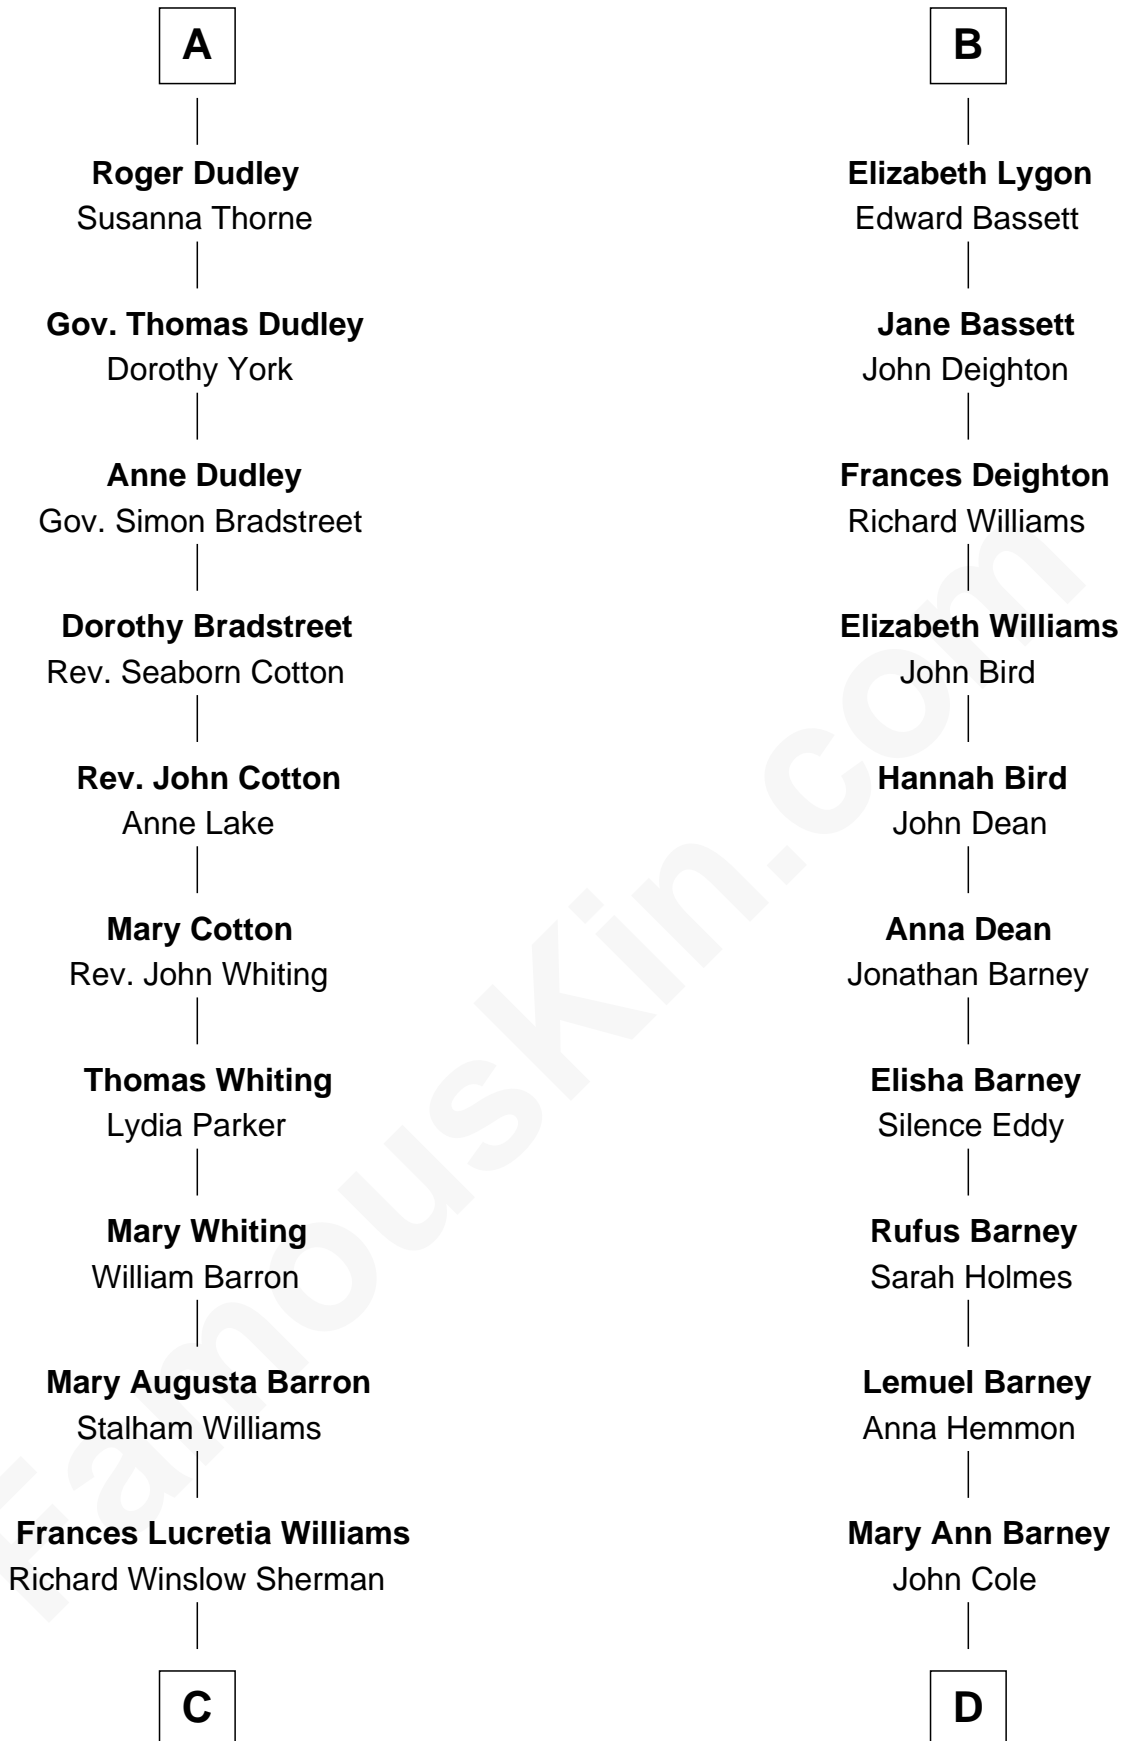 A
Roger Dudley
Susanna Thorne
Gov. Thomas Dudley
Dorothy York
Anne Dudley
Gov. Simon Bradstreet
Dorothy Bradstreet
Rev. Seaborn Cotton
Rev. John Cotton
Anne Lake
Mary Cotton
Rev. John Whiting
Thomas Whiting
Lydia Parker
Mary Whiting
William Barron
Mary Augusta Barron
Stalham Williams
Frances Lucretia Williams
Richard Winslow Sherman
C
B
Elizabeth Lygon
Edward Bassett
Jane Bassett
John Deighton
Frances Deighton
Richard Williams
Elizabeth Williams
John Bird
Hannah Bird
John Dean
Anna Dean
Jonathan Barney
Elisha Barney
Silence Eddy
Rufus Barney
Sarah Holmes
Lemuel Barney
Anna Hemmon
Mary Ann Barney
John Cole
D
FamousKin.com